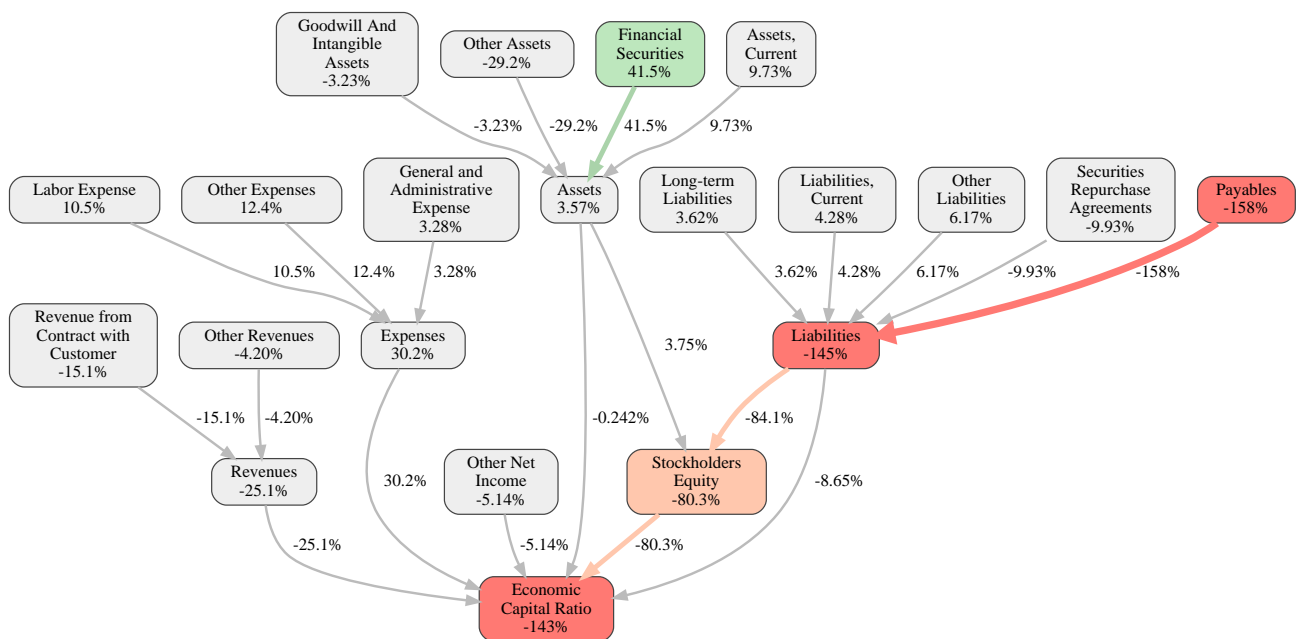 Goodwill And
Intangible
Assets
-3.23%
Other Assets
-29.2%
Financial
Securities
41.5%
Assets,
Current
9.73%
-3.23%
-29.2%
41.5%
9.73%
Labor Expense
10.5%
Other Expenses
12.4%
General and
Administrative
Expense
3.28%
Assets
3.57%
Long-term
Liabilities
3.62%
Liabilities,
Current
4.28%
Other
Liabilities
6.17%
Securities
Repurchase
Agreements
-9.93%
Payables
-158%
10.5%
12.4%
3.28%
3.62%
4.28%
6.17%
-9.93%
-158%
Revenue from
Contract with
Customer
-15.1%
Other Revenues
-4.20%
Expenses
30.2%
3.75%
Liabilities
-145%
-15.1%
-4.20%
-0.242%
-84.1%
Revenues
-25.1%
30.2%
Other Net
Income
-5.14%
Stockholders
Equity
-80.3%
-8.65%
-25.1%
-5.14%
-80.3%
Economic
Capital Ratio
-143%